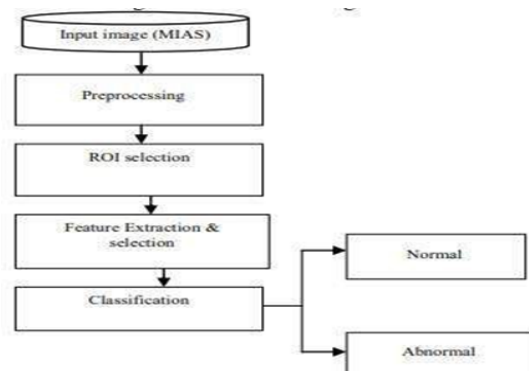 Input image (MIAS)
Preprocessing
ROI selection
Feature Extraction &
selection
Classification
Normal
Abnormal